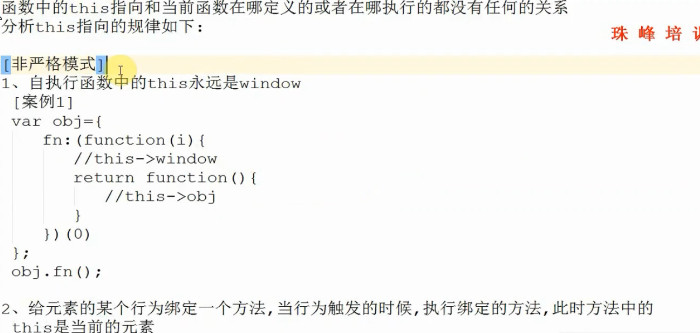 函数中的this指向和当前函数在哪定义的或者在哪执行的都没有任何的关系
分析this指向的规律如下:
珠峰培训
[非严格模式]
1、自执行函数中的this永远是window
[案例1]
var obj={
fn:(function(i){
//this->window
return function(){
//this->obj
}
})(0)
};
obj.fn();
2、给元素的某个行为绑定一个方法,当行为触发的时候,执行绑定的方法,此时方法中的
this是当前的元素